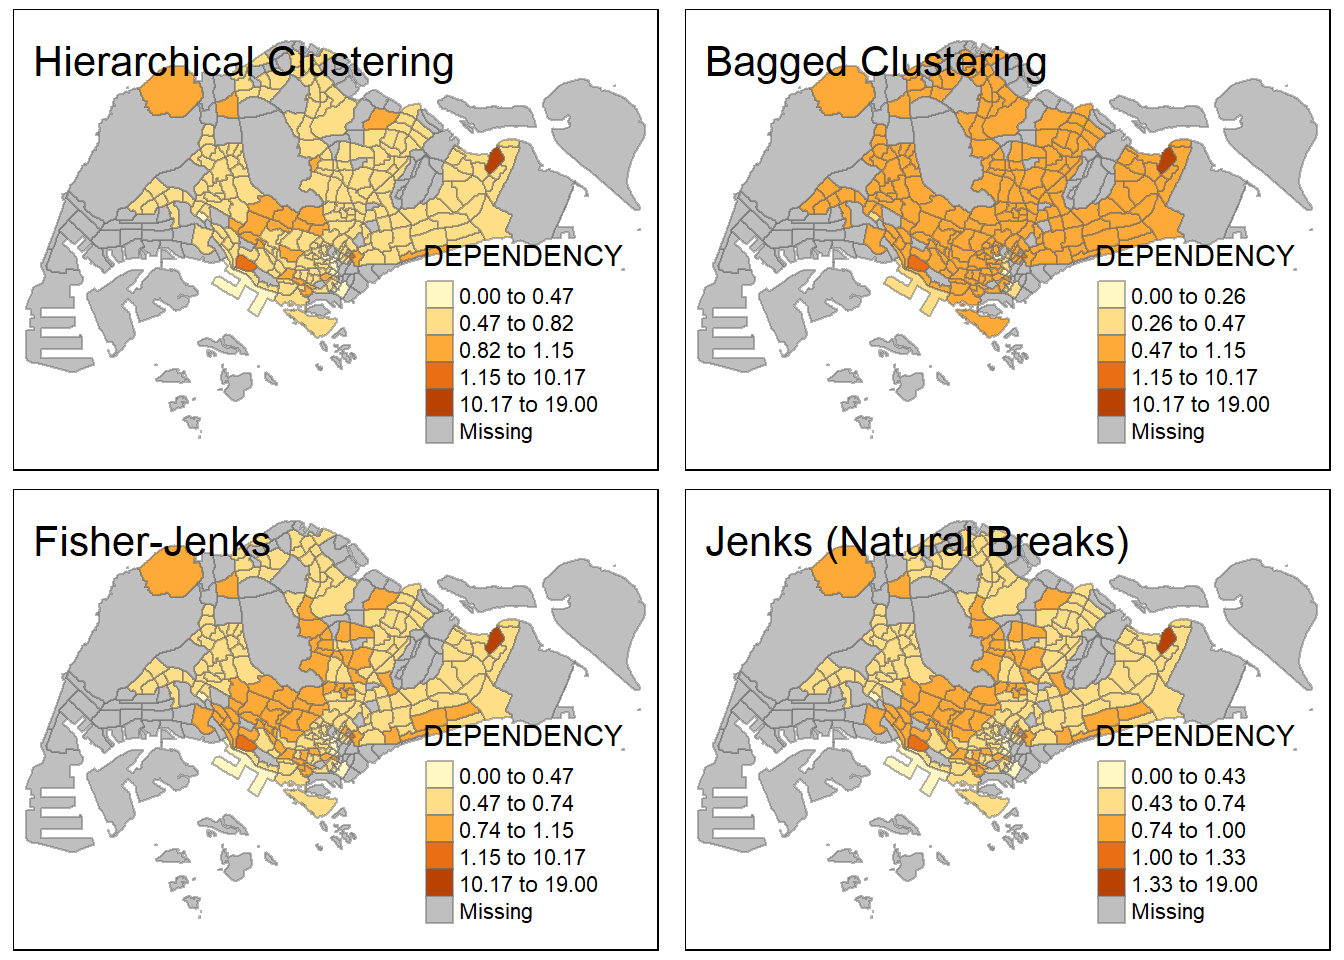 Hierarchical Clustering
DEPENDENCY
0.00 to 0.47
0.47 to 0.82
0.82 to 1.15
1.15 to 10.17
10.17 to 19.00
Missing
Bagged Clustering
DEPENDENCY
0.00 to 0.26
0.26 to 0.47
0.47 to 1.15
1.15 to 10.17
10.17 to 19.00
Missing
Fisher-Jenks
DEPENDENCY
0.00 to 0.47
0.47 to 0.74
0.74 to 1.15
1.15 to 10.17
10.17 to 19.00
Missing
Jenks (Natural Breaks)
DEPENDENCY
0.00 to 0.43
0.43 to 0.74
0.74 to 1.00
1.00 to 1.33
1.33 to 19.00
Missing